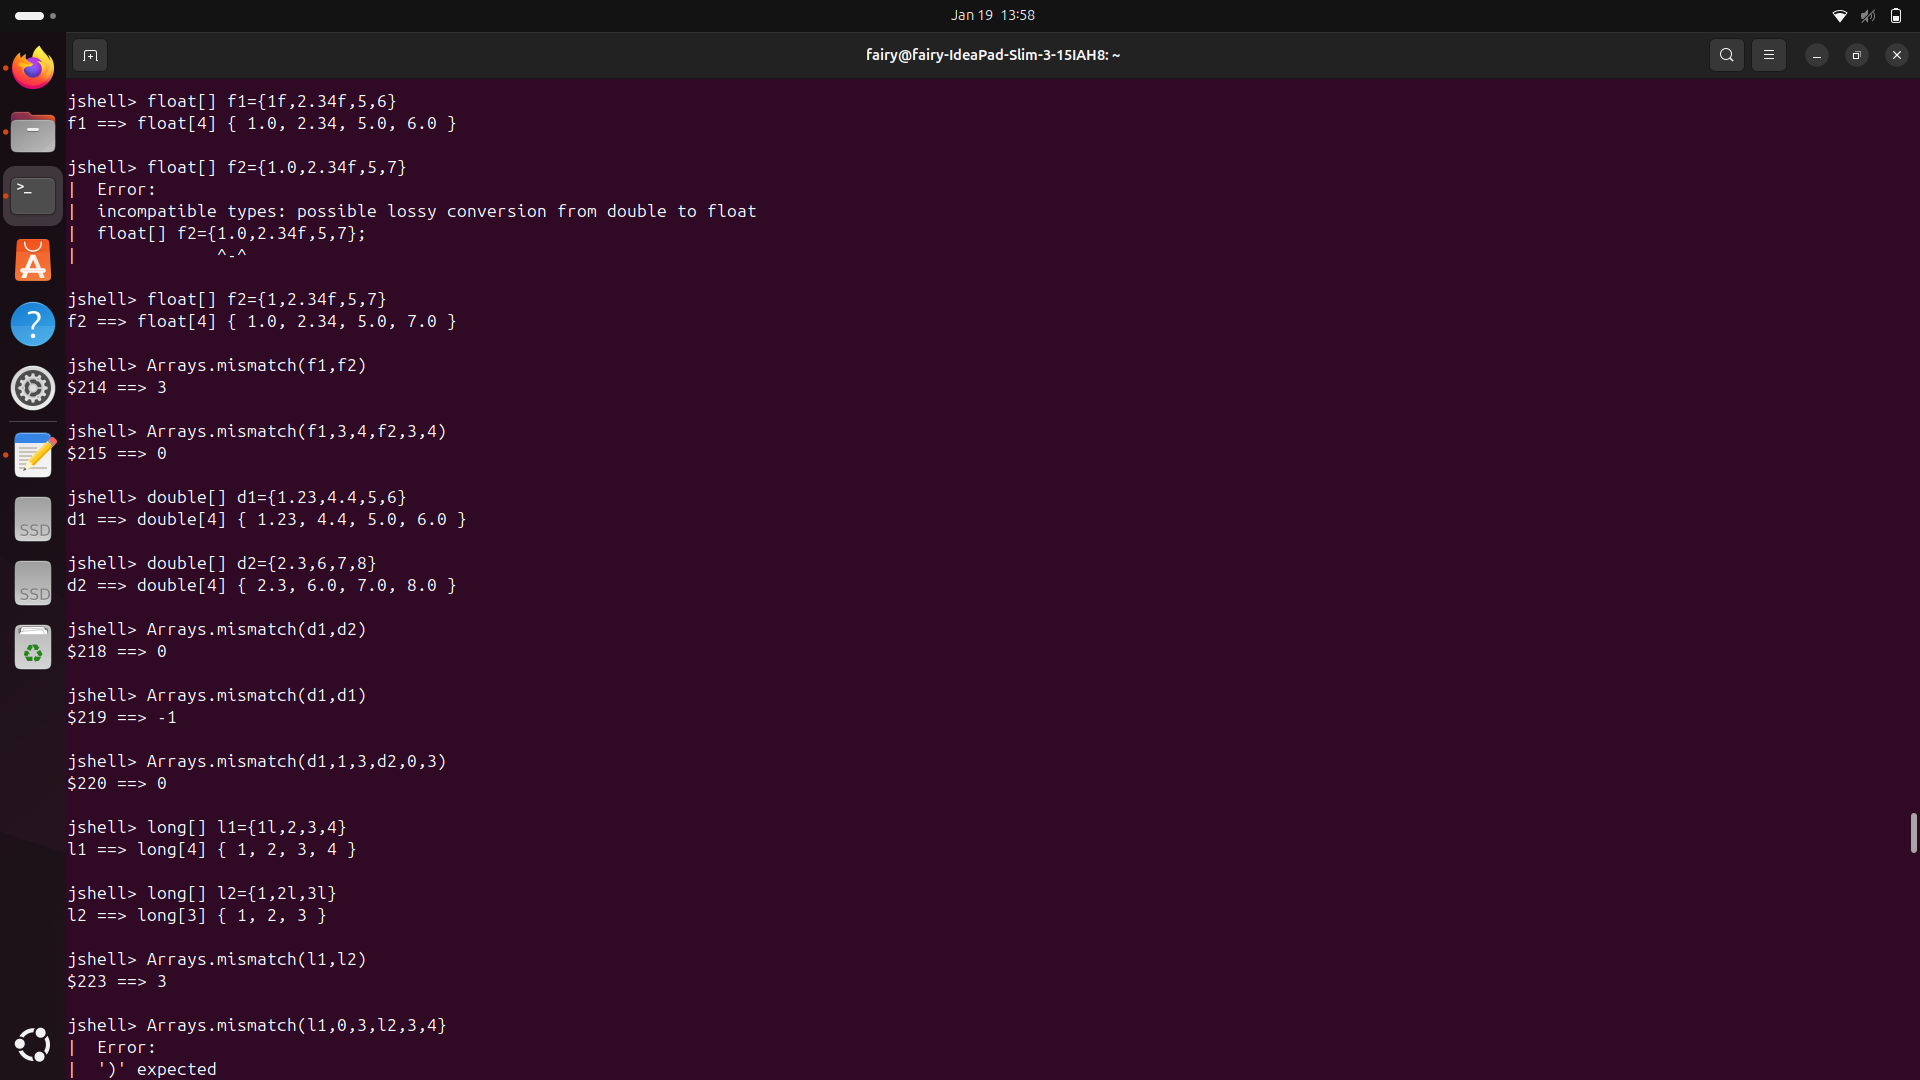 Jan 19 13:58
fairy@fairy-IdeaPad-Slim-3-15IAH8: ~
jshell> float[] f1={1f,2.34f,5,6}
f1 ==> float[4] { 1.0, 2.34, 5.0, 6.0 }
jshell> float[] f2={1.0,2.34f,5,7}
|  Error:
|  incompatible types: possible lossy conversion from double to float
|  float[] f2={1.0,2.34f,5,7};
|              ^-^
jshell> float[] f2={1,2.34f,5,7}
f2 ==> float[4] { 1.0, 2.34, 5.0, 7.0 }
jshell> Arrays.mismatch(f1,f2)
$214 ==> 3
jshell> Arrays.mismatch(f1,3,4,f2,3,4)
$215 ==> 0
jshell> double[] d1={1.23,4.4,5,6}
d1 ==> double[4] { 1.23, 4.4, 5.0, 6.0 }
jshell> double[] d2={2.3,6,7,8}
d2 ==> double[4] { 2.3, 6.0, 7.0, 8.0 }
jshell> Arrays.mismatch(d1,d2)
$218 ==> 0
jshell> Arrays.mismatch(d1,d1)
$219 ==> -1
jshell> Arrays.mismatch(d1,1,3,d2,0,3)
$220 ==> 0
jshell> long[] l1={1l,2,3,4}
l1 ==> long[4] { 1, 2, 3, 4 }
jshell> long[] l2={1,2l,3l}
l2 ==> long[3] { 1, 2, 3 }
jshell> Arrays.mismatch(l1,l2)
$223 ==> 3
jshell> Arrays.mismatch(l1,0,3,l2,3,4}
|  Error:
|  ')' expected
>_
A
?
SSD
SSD